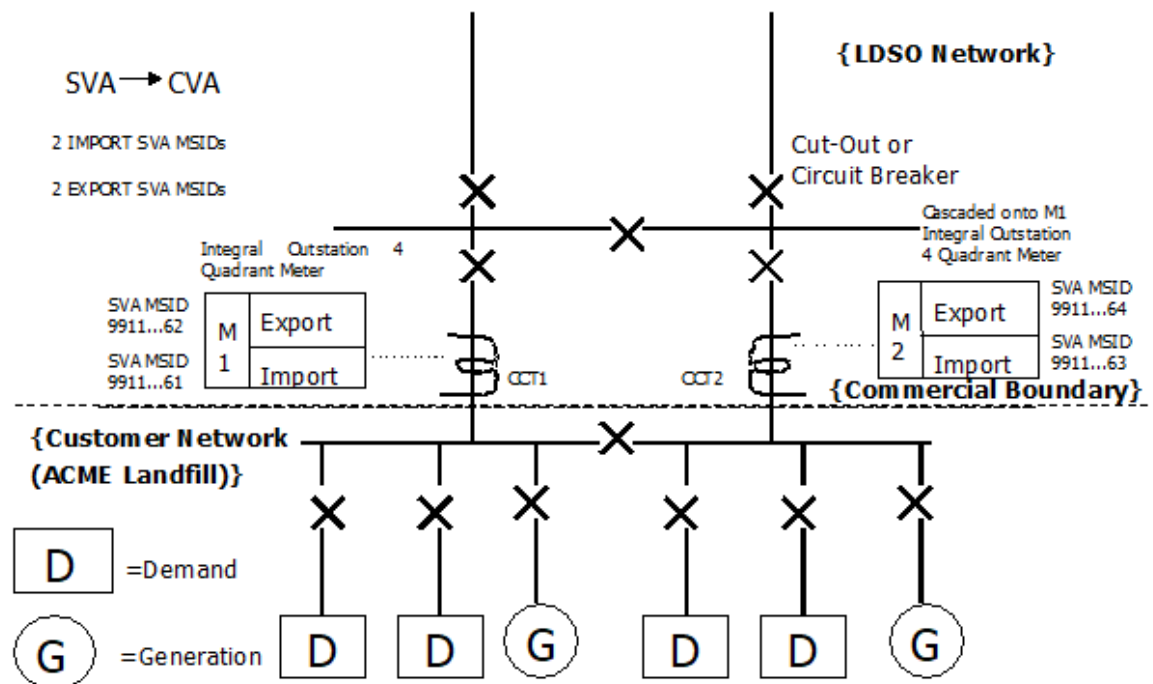 {LDSO Network}
SVA → CVA
2 IMPORT SVA MSIDs
2 EXPORT SVA MSIDs
Cut-Out or
Circuit Breaker
Cascaded onto M1
Integral Outstation
4 Quadrant Meter
Integral Outstation 4
Quadrant Meter
SVA MSID
9911...62
SVA MSID
9911...61
M
1
Export
Import
CCT1
CCT2
M
2
Export
Import
SVA MSID
9911...64
SVA MSID
9911...63
{Commercial Boundary}
{Customer Network
(ACME Landfill)}
D =Demand
G =Generation
D D G D D G